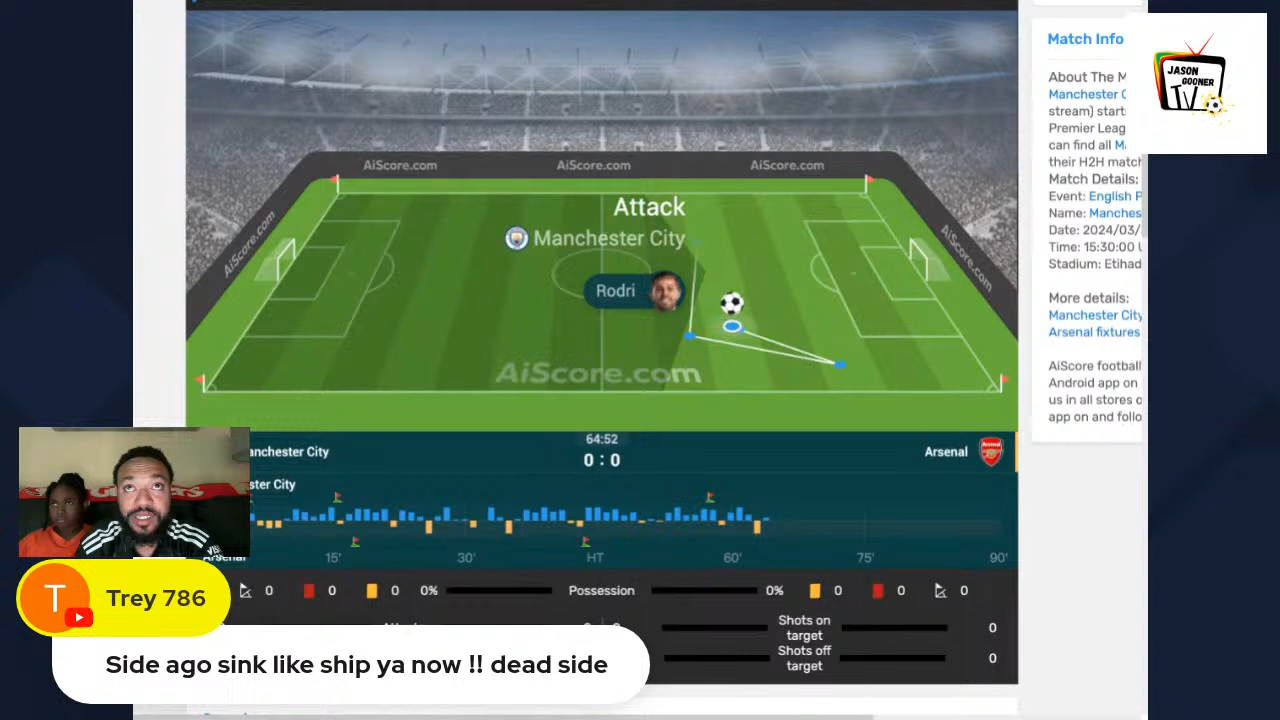 Match Info
JASON
GOONER
TV
About The M
Manchester C
stream) start
Premier Leag
can find all M
their H2H match
Match Details:
Event: English P
Name: Manches
Date: 2024/03/
Time: 15:30:00 U
Stadium: Etihad
More details:
Manchester City
Arsenal fixtures
AiScore football
Android app on
us in all stores o
app on and follo
AiScore.com AiScore.com AiScore.com
AiScore.com
AiScore.com
Attack
Manchester City
Rodri
AiScore.com
anchester City
64:52
0 : 0
Arsenal
ster City
Arsenal
15' 30' HT 60' 75' 90'
0 0 0 0% Possession 0% 0 0 0
Shots on
target
0
Shots off
target
0
T
Trey 786
Side ago sink like ship ya now !! dead side